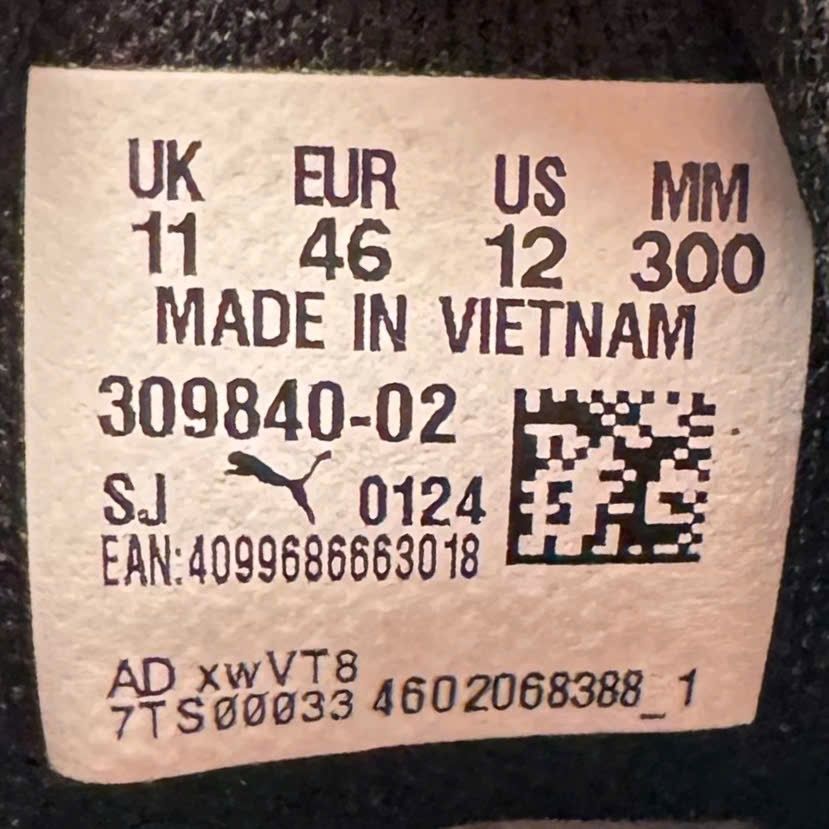 UK EUR US MM
11 46 12 300
MADE IN VIETNAM
309840-02
SJ 0124
EAN:4099686663018
AD xwVT8
7TS00033 4602068388_1